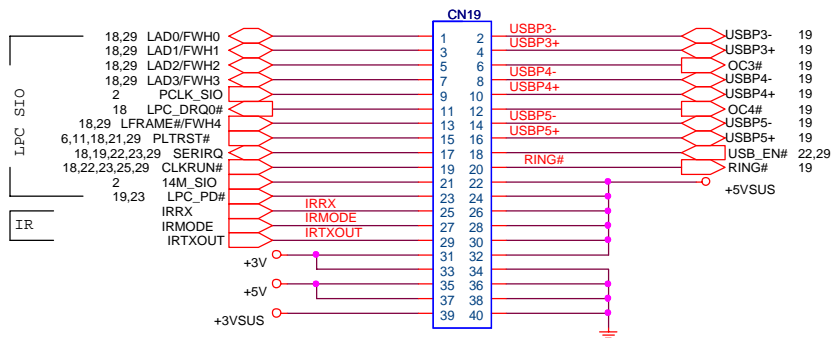 CN19
18,29 LAD0/FWH0 1 2 USBP3- USBP3- 19
18,29 LAD1/FWH1 3 4 USBP3+ USBP3+ 19
18,29 LAD2/FWH2 5 6 OC3# 19
18,29 LAD3/FWH3 7 8 USBP4- USBP4- 19
2 PCLK_SIO 9 10 USBP4+ USBP4+ 19
18 LPC_DRQ0# 11 12 OC4# 19
18,29 LFRAME#/FWH4 13 14 USBP5- USBP5- 19
6,11,18,21,29 PLTRST# 15 16 USBP5+ USBP5+ 19
18,19,22,23,29 SERIRQ 17 18 USB_EN# 22,29
18,22,23,25,29 CLKRUN# 19 20 RING# RING# 19
2 14M_SIO 21 22 +5VSUS
19,23 LPC_PD# 23 24
LPC SIO
IRRX IRRX 25 26
IRMODE IRMODE 27 28
IRTXOUT IRTXOUT 29 30
IR
+3V 31 32
33 34
+5V 35 36
37 38
+3VSUS 39 40